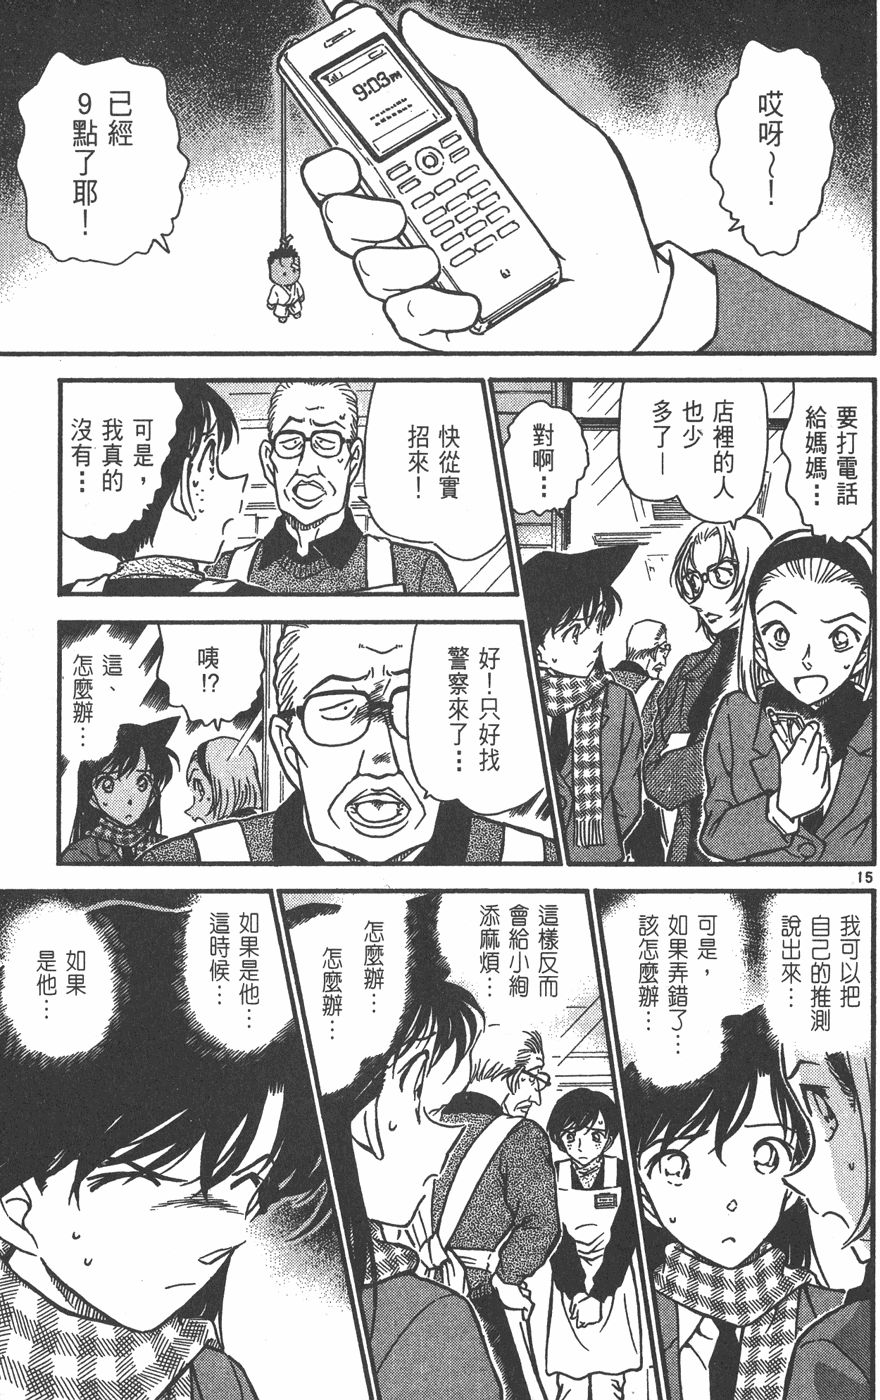 哎呀～！
9:03PM
已經
9點了耶！
要打電話
給媽媽…
店裡的人
也少
多了—
對啊…
快從實
招來！
可是，
我真的
沒有…
好！只好找
警察來了…
咦!?
這、
怎麼辦…
15
我可以把
自己的推測
說出來…
可是，
如果弄錯了…
該怎麼辦…
這樣反而
會給小絢
添麻煩…
怎麼辦…
怎麼辦…
如果是他…
這時候…
如果
是他…